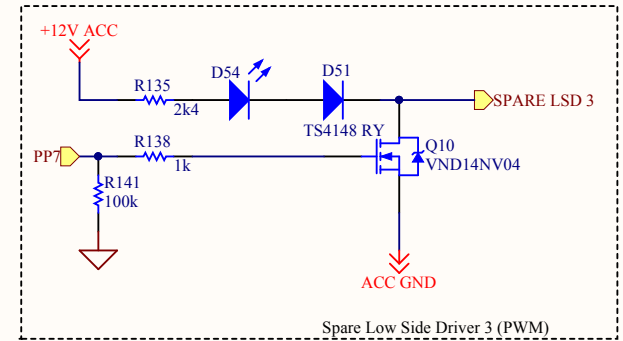 +12V ACC
R135
2k4
D54
D51
TS4148 RY
SPARE LSD 3
PP7
R138
1k
Q10
VND14NV04
R141
100k
ACC GND
Spare Low Side Driver 3 (PWM)